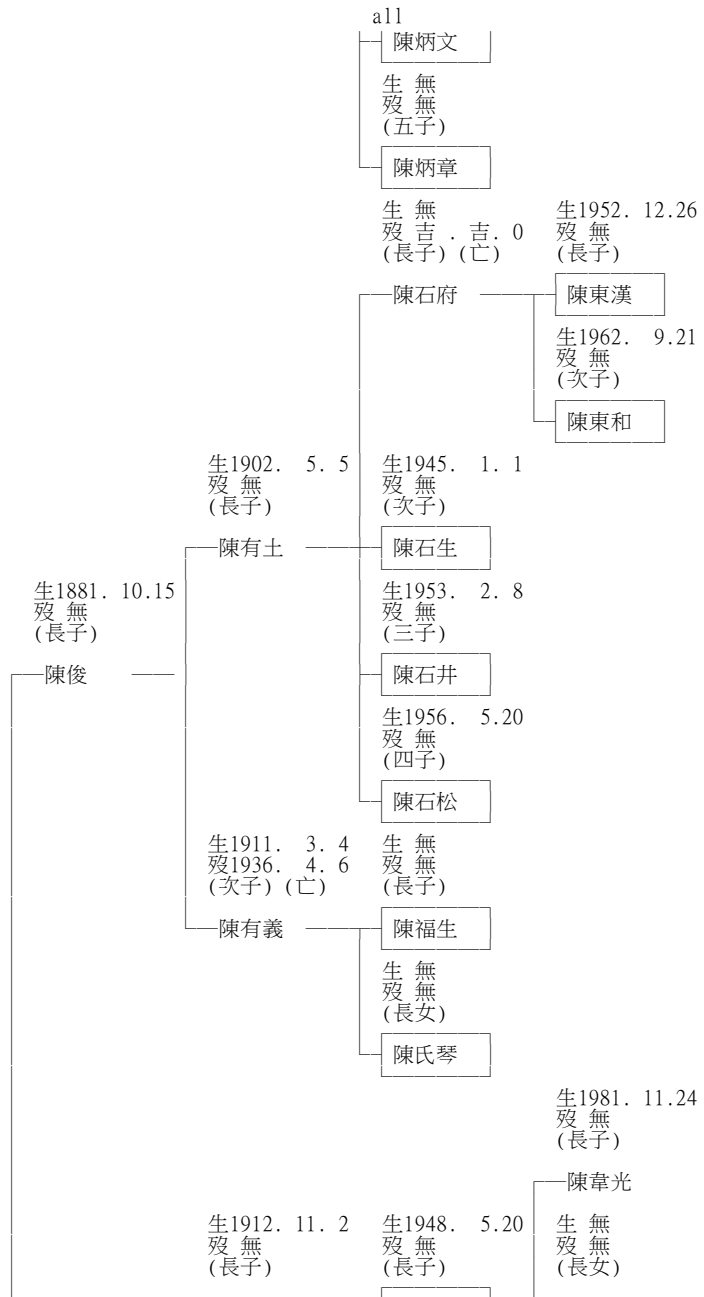 all
陳炳文
生 無
歿 無
(五子)
陳炳章
生 無
歿 吉 . 吉. 0
(長子)(亡)
生1952. 12.26
歿 無
(長子)
陳石府
陳東漢
生1962. 9.21
歿 無
(次子)
陳東和
生1902. 5. 5
歿 無
(長子)
生1945. 1. 1
歿 無
(次子)
陳有土
陳石生
生1881. 10.15
歿 無
(長子)
生1953. 2. 8
歿 無
(三子)
陳俊
陳石井
生1956. 5.20
歿 無
(四子)
陳石松
生1911. 3. 4
歿1936. 4. 6
(次子)(亡)
生 無
歿 無
(長子)
陳有義
陳福生
生 無
歿 無
(長女)
陳氏琴
生1981. 11.24
歿 無
(長子)
陳韋光
生1912. 11. 2
歿 無
(長子)
生1948. 5.20
歿 無
(長子)
生 無
歿 無
(長女)